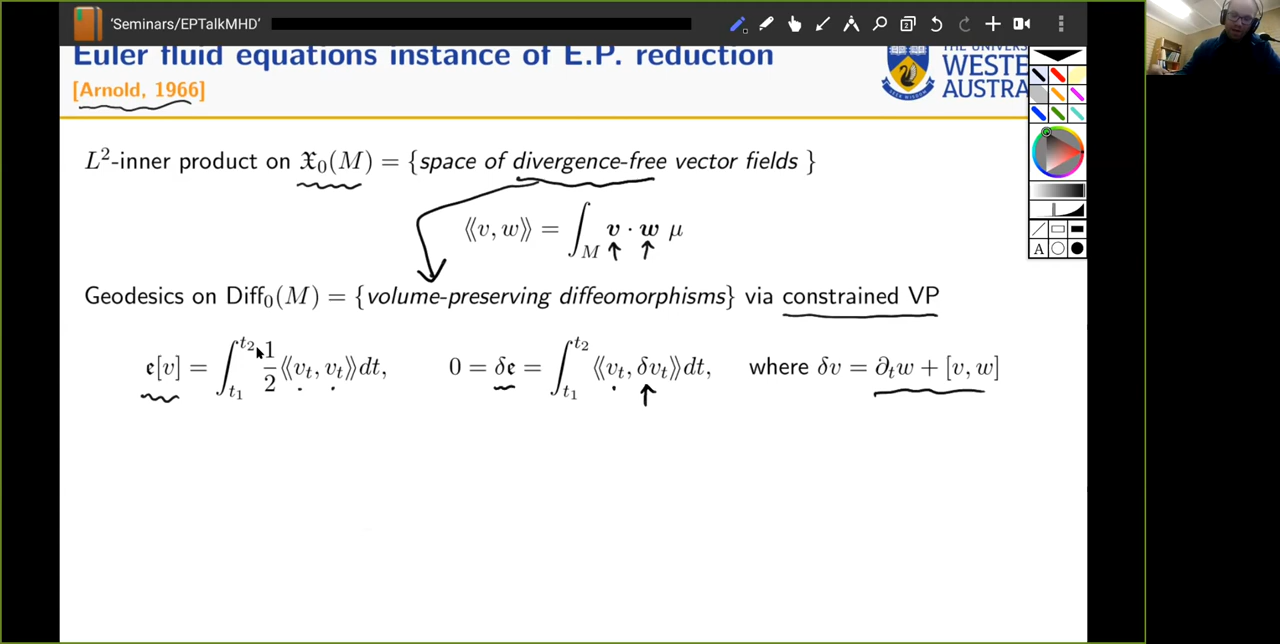 'Seminars/EPTalkMHD'
Euler fluid equations instance of E.P. reduction
[Arnold, 1966]
WESTE
AUSTRA
L²-inner product on 𝔛₀(M) = {space of divergence-free vector fields }
⟨⟨v, w⟩⟩ = ∫_M v · w μ
Geodesics on Diff₀(M) = {volume-preserving diffeomorphisms} via constrained VP
𝔢[v] = ∫_{t₁}^{t₂} 1/2 ⟨⟨v_t, v_t⟩⟩dt, 0 = δ𝔢 = ∫_{t₁}^{t₂} ⟨⟨v_t, δv_t⟩⟩dt, where δv = ∂_t w + [v, w]
A